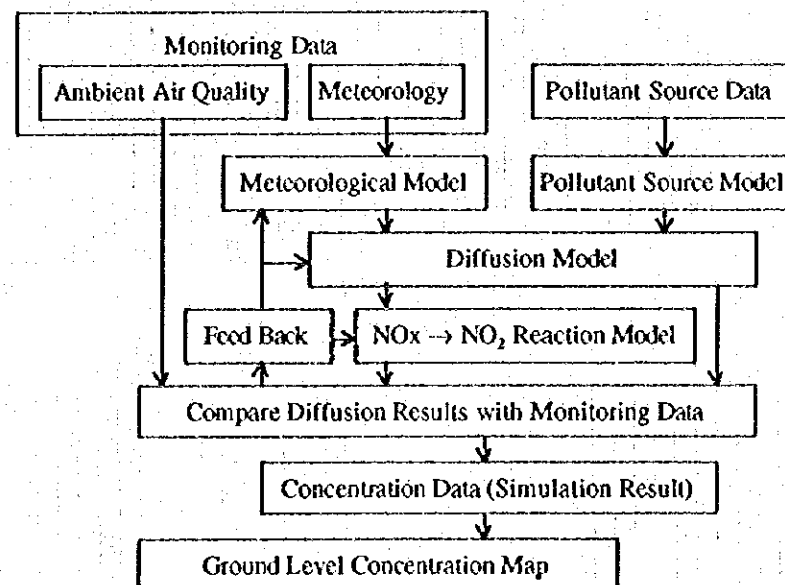 Monitoring Data
Ambient Air Quality
Meteorology
Pollutant Source Data
Meteorological Model
Pollutant Source Model
Diffusion Model
Feed Back
NOx → NO₂ Reaction Model
Compare Diffusion Results with Monitoring Data
Concentration Data (Simulation Result)
Ground Level Concentration Map